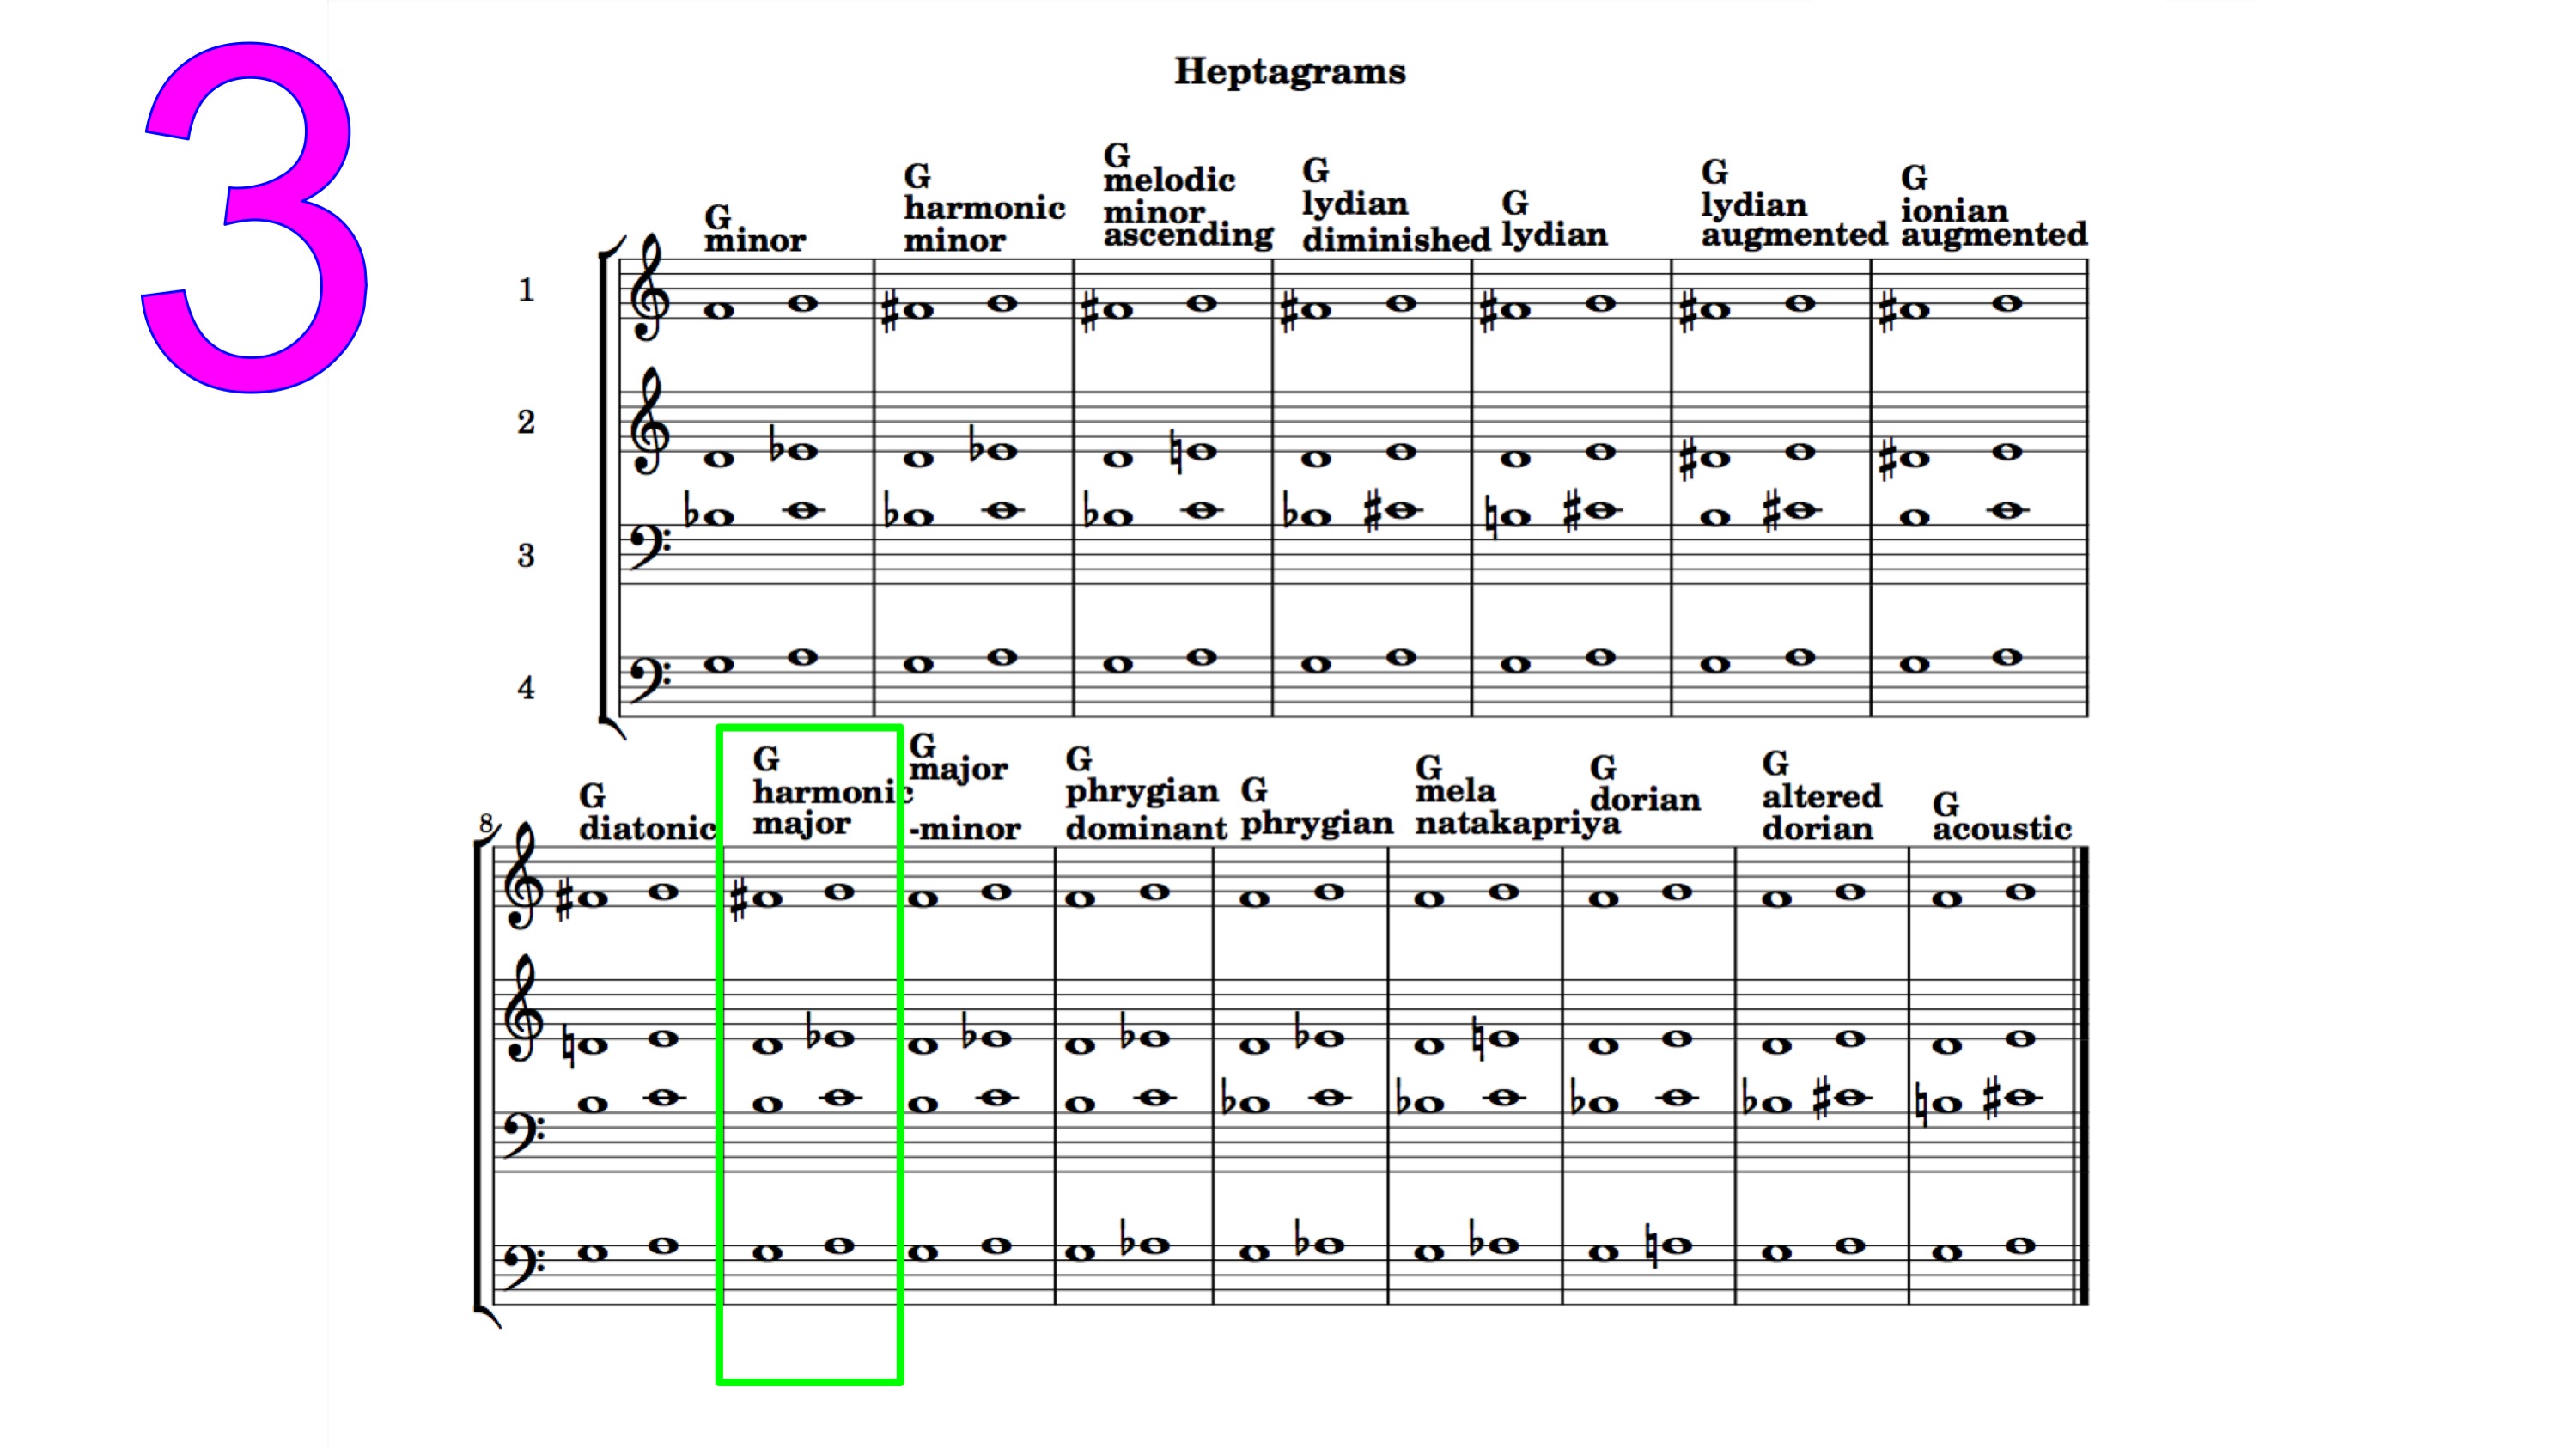 3
Heptagrams
G
minor
G
harmonic
minor
G
melodic
minor
ascending
G
lydian
diminished
G
lydian
G
lydian
augmented
G
ionian
augmented
1
2
3
4
8
G
diatonic
G
harmonic
major
G
major
-minor
G
phrygian
dominant
G
phrygian
G
mela
natakapriya
G
dorian
G
altered
dorian
G
acoustic